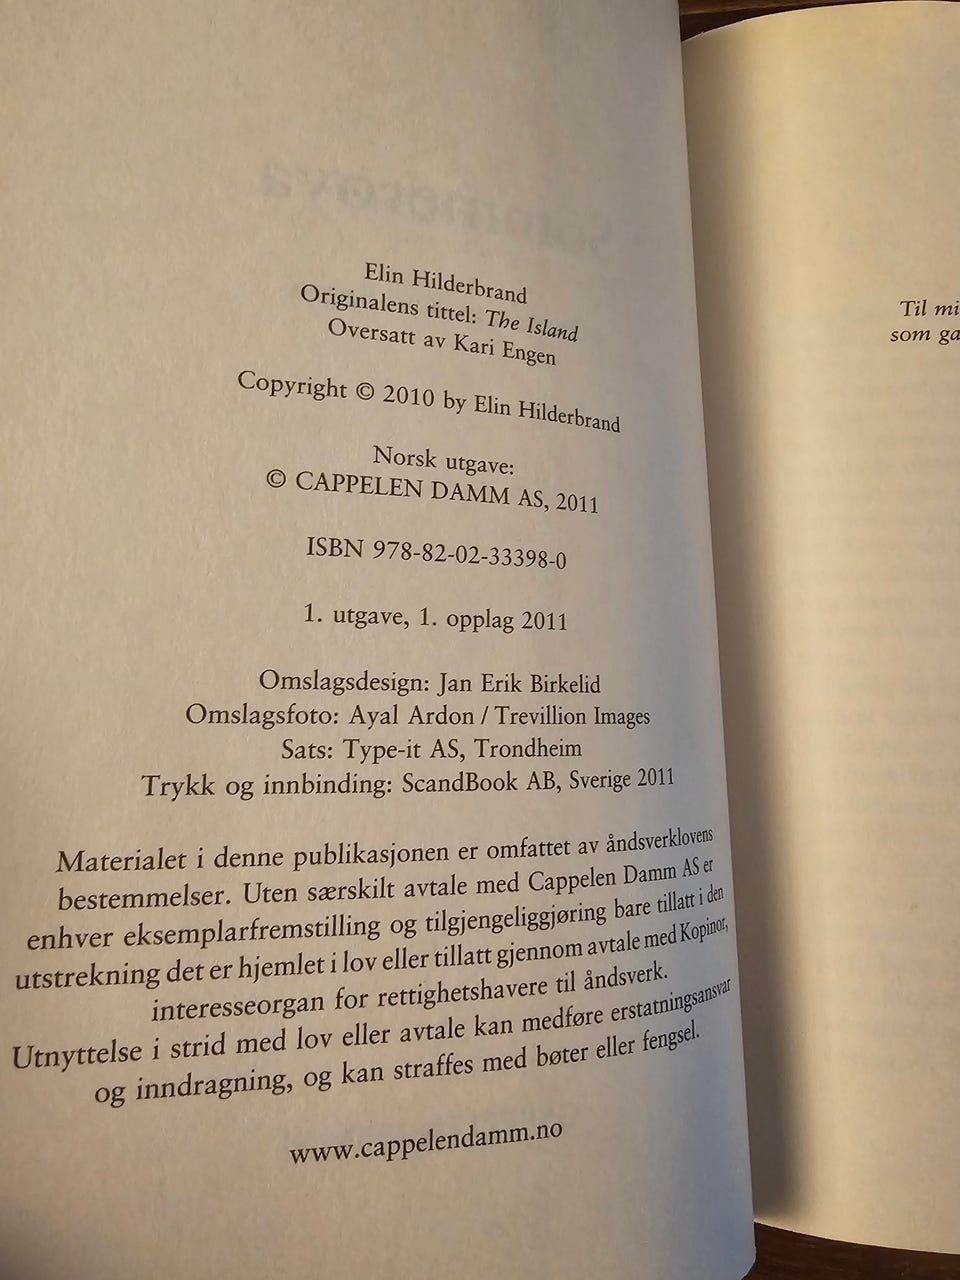 Elin Hilderbrand
Originalens tittel: The Island
Oversatt av Kari Engen
Copyright © 2010 by Elin Hilderbrand
Norsk utgave:
© CAPPELEN DAMM AS, 2011
ISBN 978-82-02-33398-0
1. utgave, 1. opplag 2011
Omslagsdesign: Jan Erik Birkelid
Omslagsfoto: Ayal Ardon / Trevillion Images
Sats: Type-it AS, Trondheim
Trykk og innbinding: ScandBook AB, Sverige 2011
Materialet i denne publikasjonen er omfattet av åndsverklovens
bestemmelser. Uten særskilt avtale med Cappelen Damm AS er
enhver eksemplarfremstilling og tilgjengeliggjøring bare tillatt i den
utstrekning det er hjemlet i lov eller tillatt gjennom avtale med Kopinor,
interesseorgan for rettighetshavere til åndsverk.
Utnyttelse i strid med lov eller avtale kan medføre erstatningsansvar
og inndragning, og kan straffes med bøter eller fengsel.
www.cappelendamm.no
Til mi
som ga